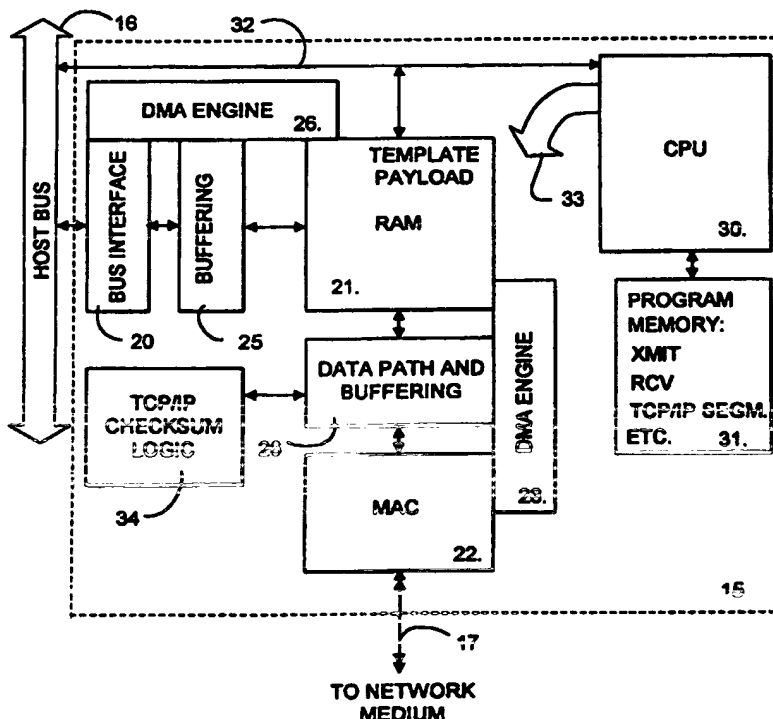 16
32
DMA ENGINE
26.
TEMPLATE
PAYLOAD
RAM
21.
CPU
30.
33
HOST BUS
BUS INTERFACE
20
BUFFERING
25
DATA PATH AND
BUFFERING
DMA ENGINE
PROGRAM
MEMORY:
XMIT
RCV
TCP/IP SEGM.
ETC.
31.
TCP/IP
CHECKSUM
LOGIC
34
MAC
22.
15
17
TO NETWORK
MEDIUM